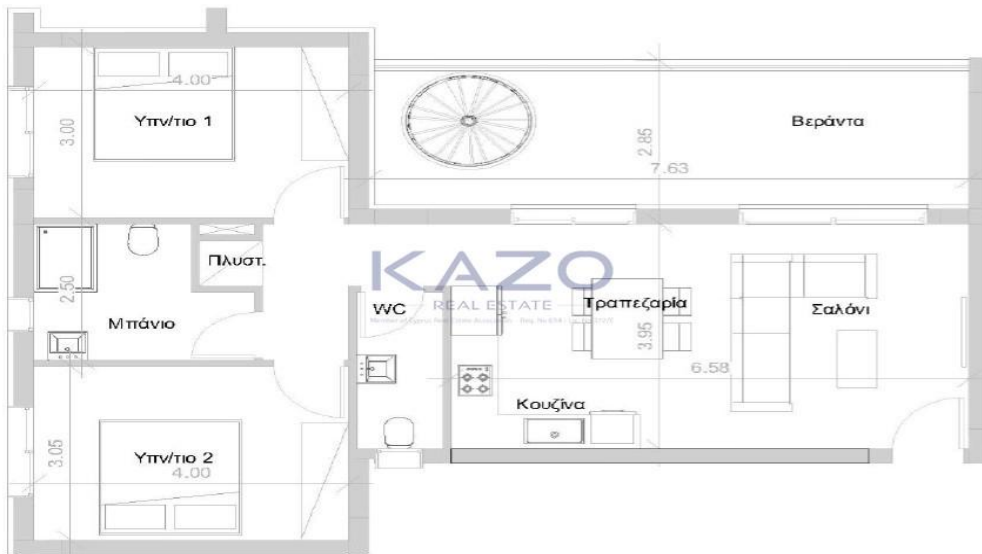 4.00
Υπν/τιο 1
3.00
Βεράντα
2.85
7.63
Πλυστ.
2.50
Μπάνιο
WC
KAZO
REAL ESTATE
Τραπεζαρία
Σαλόνι
3.95
6.58
Κουζίνα
Υπν/τιο 2
3.05
4.00